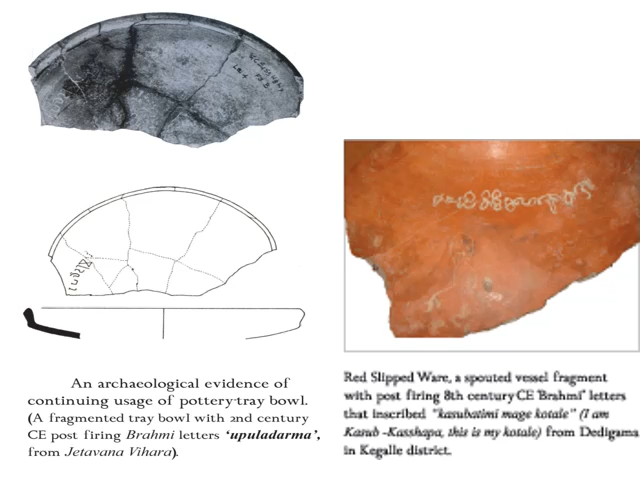 An archaeological evidence of
continuing usage of pottery-tray bowl.
(A fragmented tray bowl with 2nd century
CE post firing Brahmi letters 'upuladarma',
from Jetavana Vihara).
Red Slipped Ware, a spouted vessel fragment
with post firing 8th century CE 'Brahmi' letters
that inscribed "kasubatimi mage kotale" (I am
Kasub -Kasshapa, this is my kotale) from Dedigama
in Kegalle district.